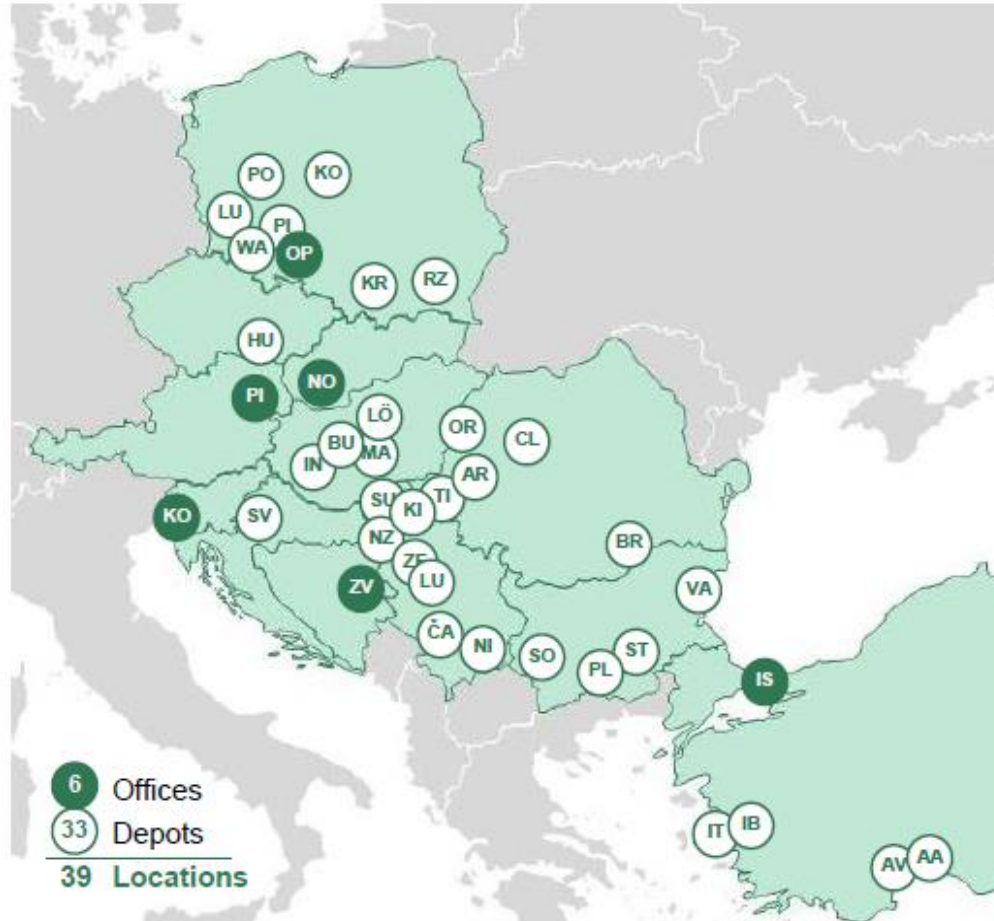 PO
KO
LU
PI
WA
OP
KR
RZ
HU
PI
NO
LÖ
BU
MA
IN
OR
CL
AR
TI
SU
KI
KO
SV
NZ
ZE
LU
ZV
BR
VA
ČA
NI
SO
PL
ST
IS
IT
IB
AV
AA
6 Offices
33 Depots
39 Locations